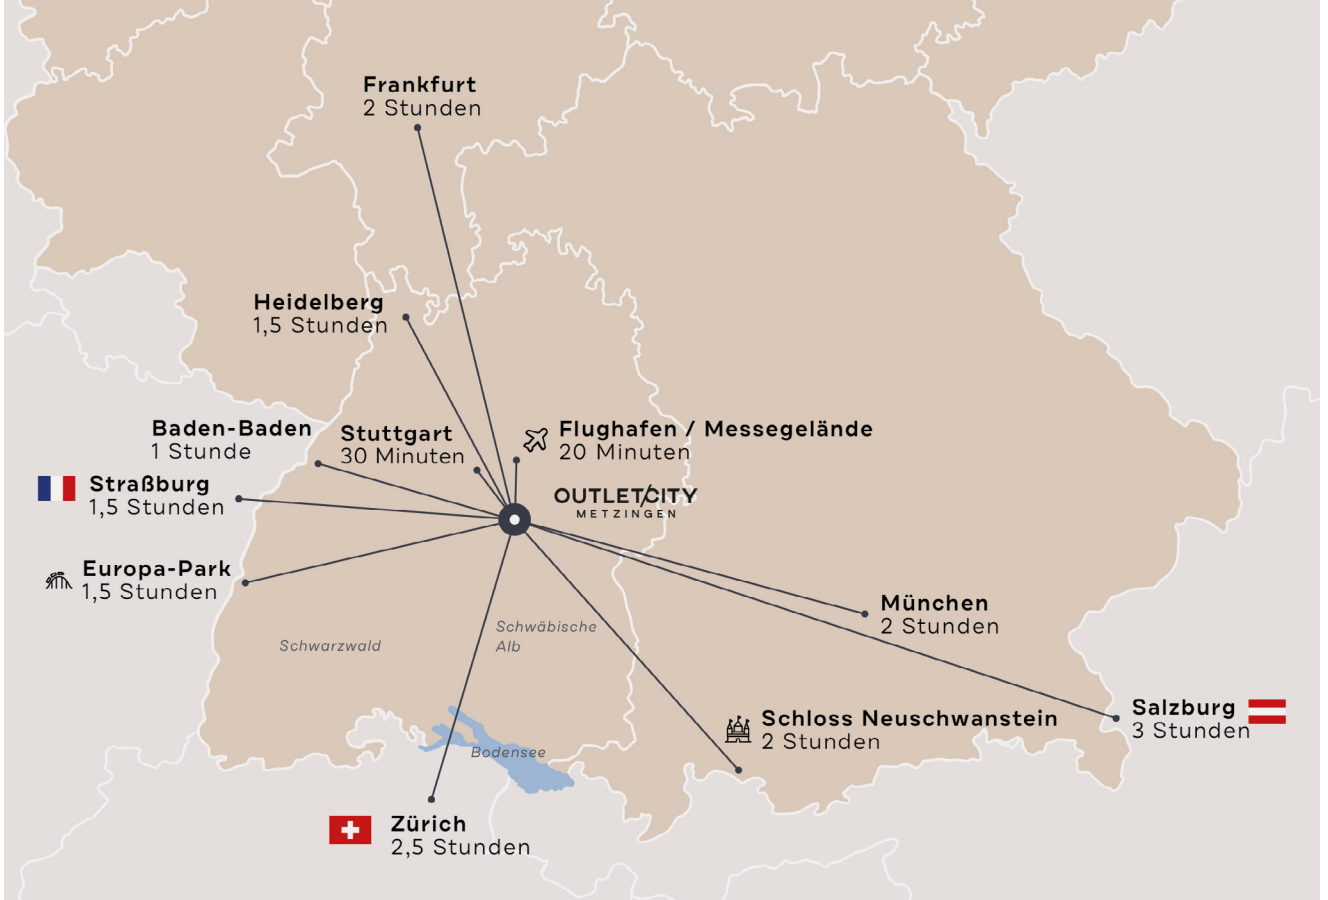 Frankfurt
2 Stunden
Heidelberg
1,5 Stunden
Baden-Baden
1 Stunde
Stuttgart
30 Minuten
Flughafen / Messegelände
20 Minuten
Straßburg
1,5 Stunden
OUTLETCITY
METZINGEN
Europa-Park
1,5 Stunden
München
2 Stunden
Schwäbische
Alb
Schwarzwald
Salzburg
3 Stunden
Schloss Neuschwanstein
2 Stunden
Bodensee
Zürich
2,5 Stunden